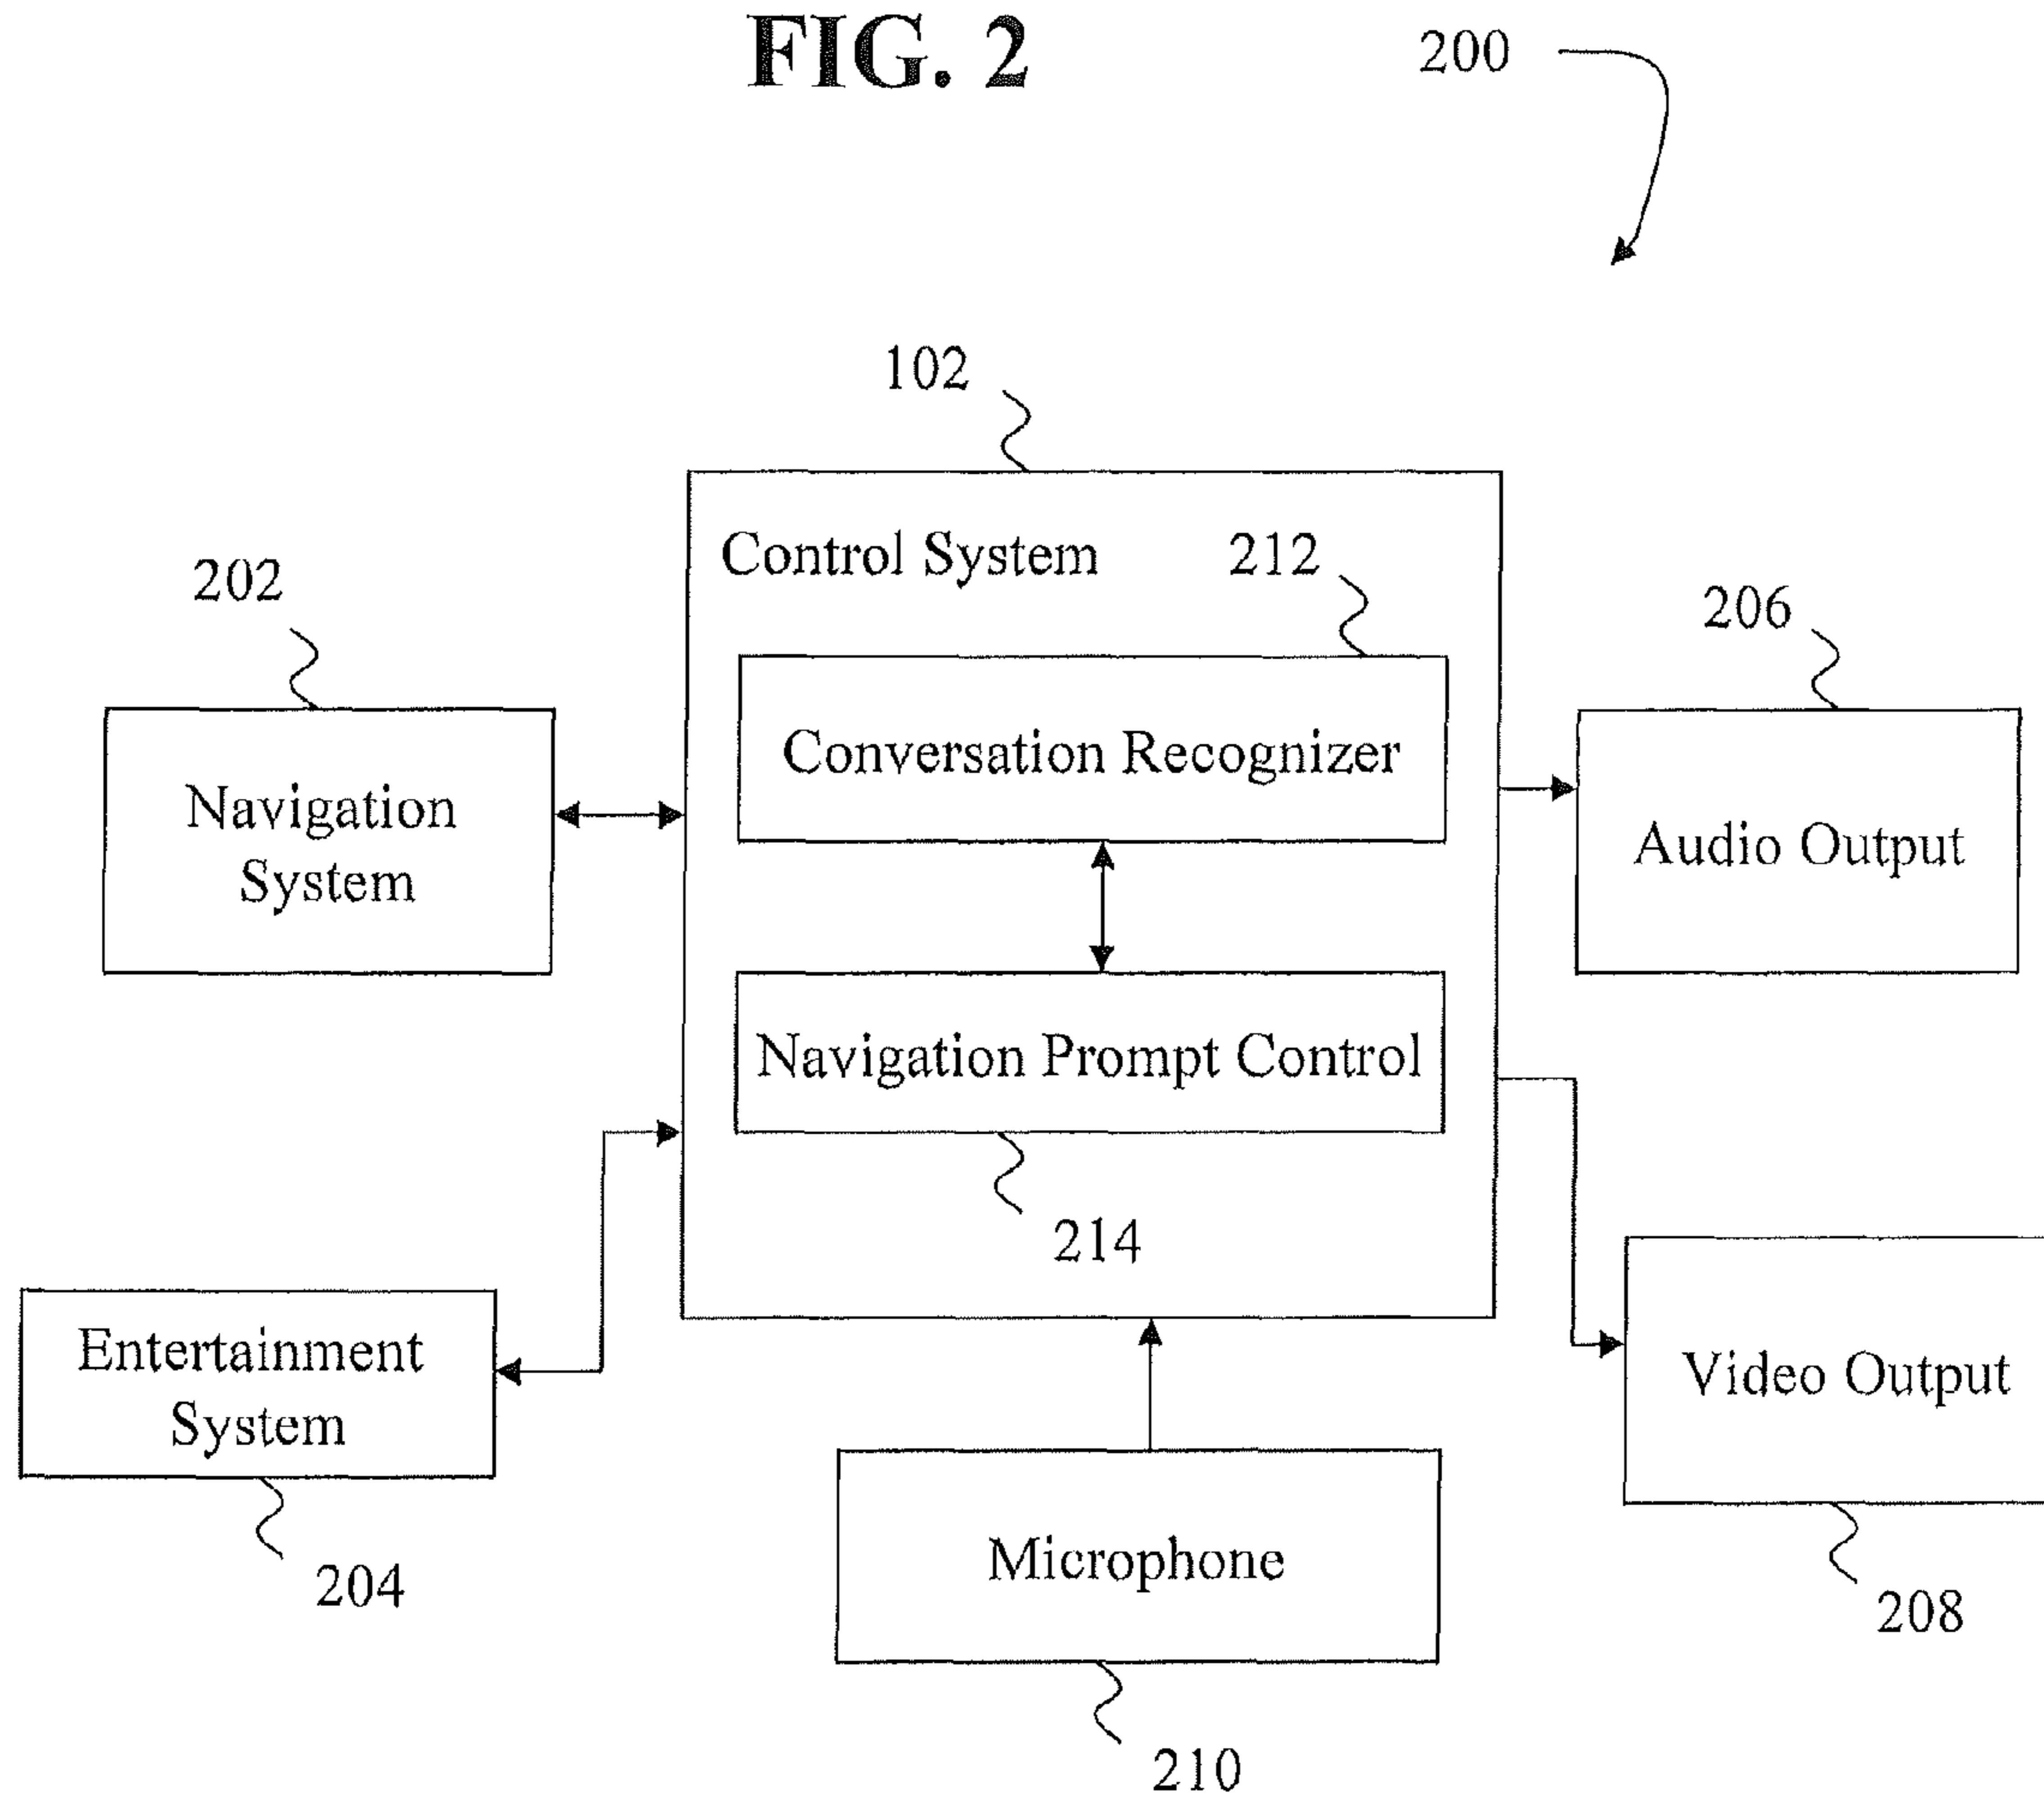 FIG. 2
200
102
Control System
212
202
206
Conversation Recognizer
Navigation
System
Audio Output
Navigation Prompt Control
214
Entertainment
System
Video Output
204
Microphone
208
210